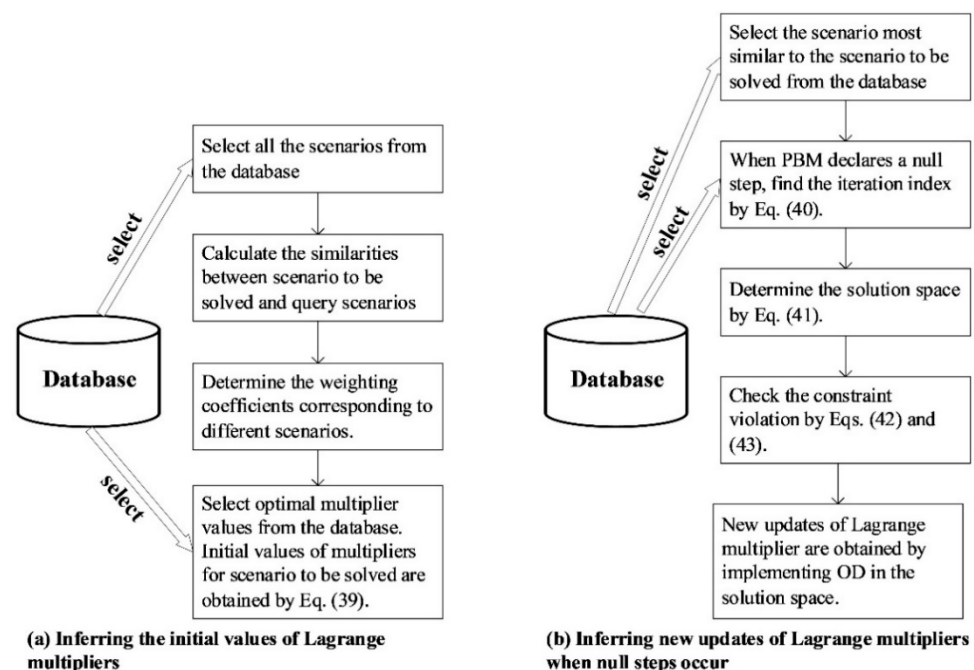 Select all the scenarios from
the database
Calculate the similarities
between scenario to be
solved and query scenarios
Determine the weighting
coefficients corresponding to
different scenarios.
Select optimal multiplier
values from the database.
Initial values of multipliers
for scenario to be solved are
obtained by Eq. (39).
select
Database
select
(a) Inferring the initial values of Lagrange
multipliers
Select the scenario most
similar to the scenario to be
solved from the database
When PBM declares a null
step, find the iteration index
by Eq. (40).
Determine the solution space
by Eq. (41).
Check the constraint
violation by Eqs. (42) and
(43).
New updates of Lagrange
multiplier are obtained by
implementing OD in the
solution space.
select
select
Database
(b) Inferring new updates of Lagrange multipliers
when null steps occur